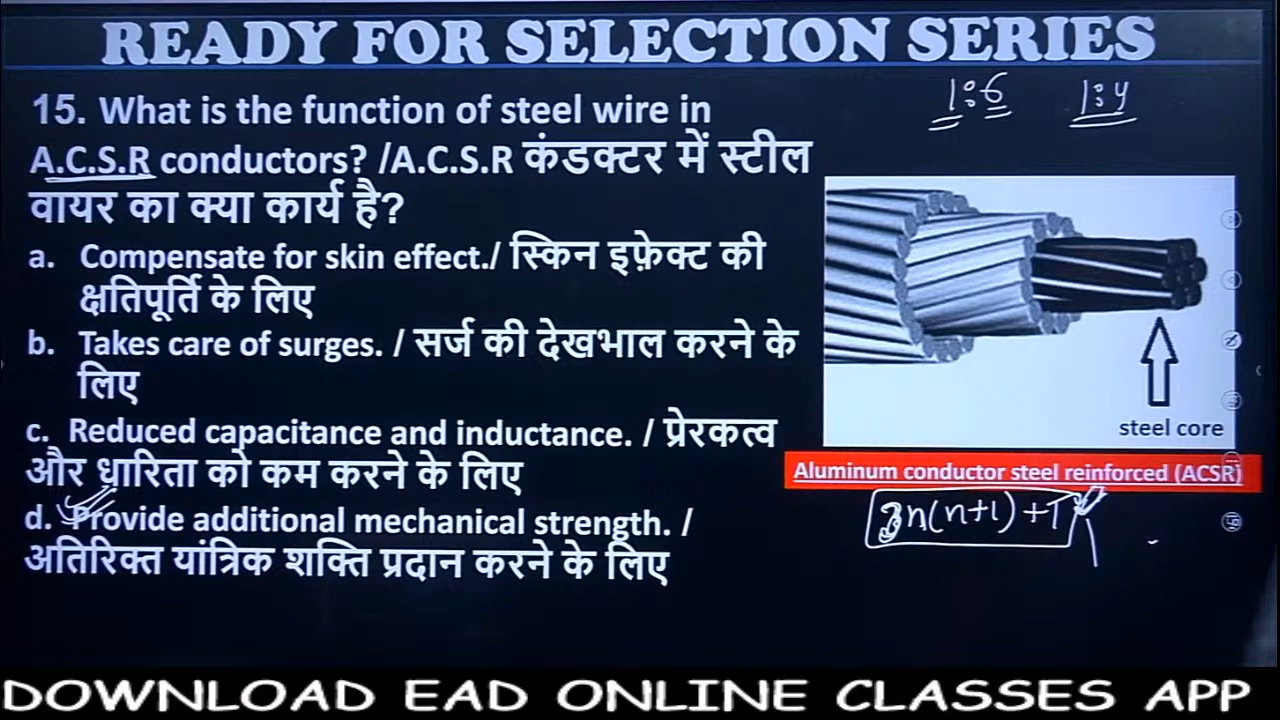 READY FOR SELECTION SERIES
15. What is the function of steel wire in
A.C.S.R conductors? /A.C.S.R कंडक्टर में स्टील
वायर का क्या कार्य है?
a. Compensate for skin effect./ स्किन इफ़ेक्ट की
क्षतिपूर्ति के लिए
b. Takes care of surges. / सर्ज की देखभाल करने के
लिए
c. Reduced capacitance and inductance. / प्रेरकत्व
और धारिता को कम करने के लिए
d. Provide additional mechanical strength. /
अतिरिक्त यांत्रिक शक्ति प्रदान करने के लिए
1:6 1:4
steel core
Aluminum conductor steel reinforced (ACSR)
3n(n+1)+1
DOWNLOAD EAD ONLINE CLASSES APP